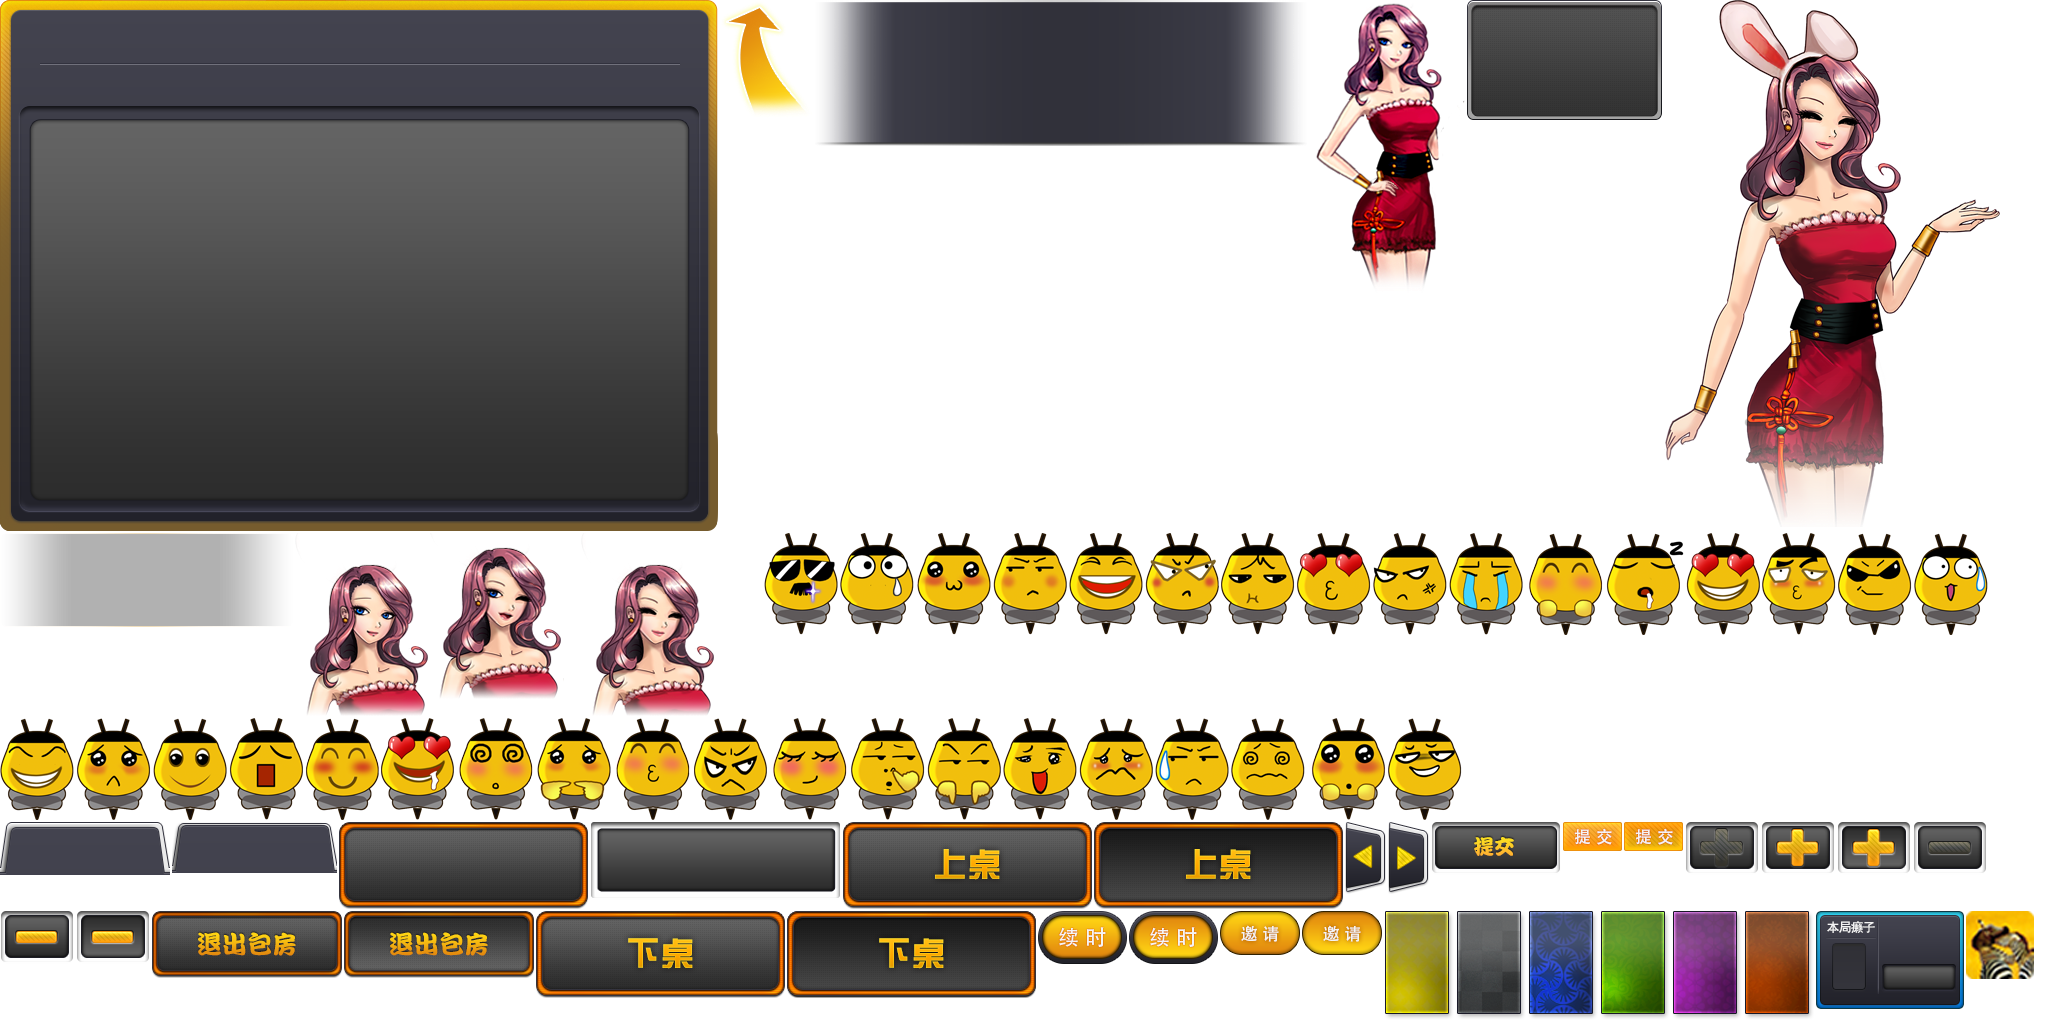 z
上桌
上桌
提交
提 交
提 交
退出包房
退出包房
下桌
下桌
续 时
续 时
邀 请
邀 请
本局癞子